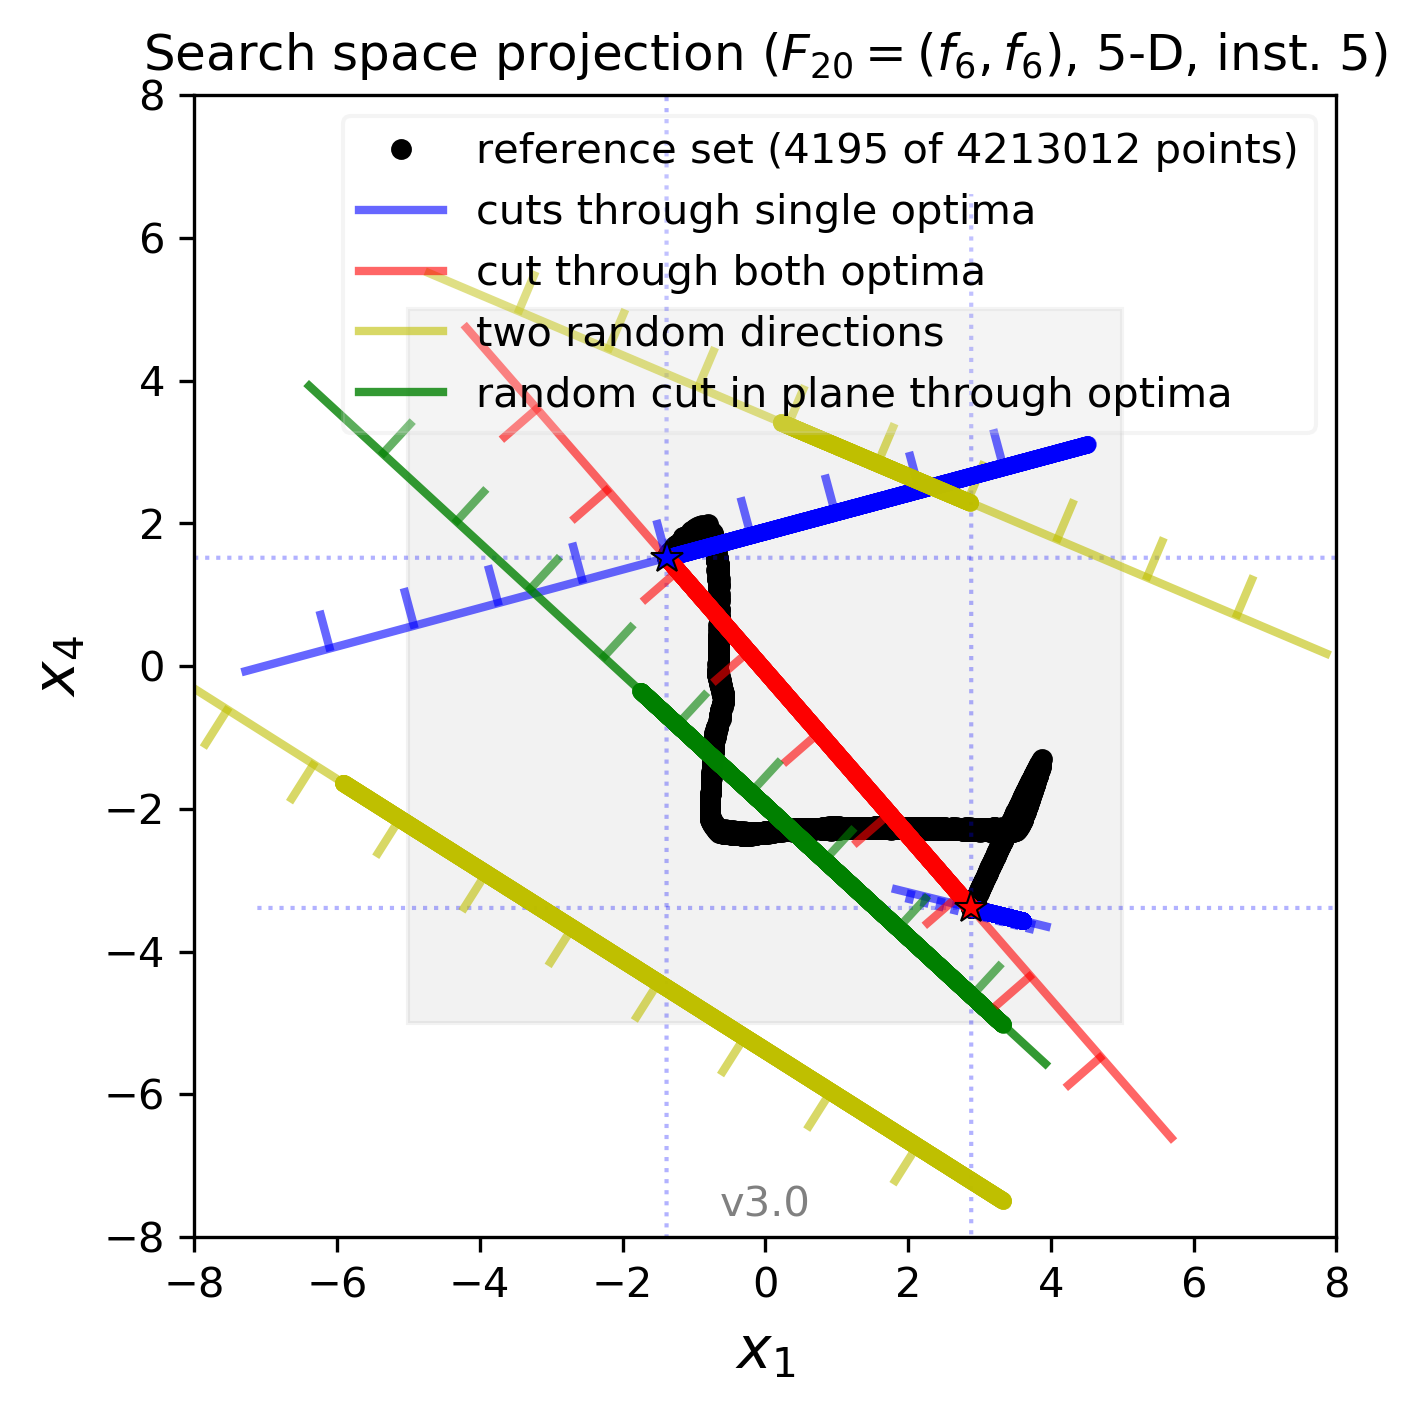 Search space projection (F₂₀ = (f₆, f₆), 5-D, inst. 5)
8
reference set (4195 of 4213012 points)
cuts through single optima
6
cut through both optima
two random directions
4
random cut in plane through optima
2
x₄
0
−2
−4
−6
v3.0
−8
−8 −6 −4 −2 0 2 4 6 8
x₁